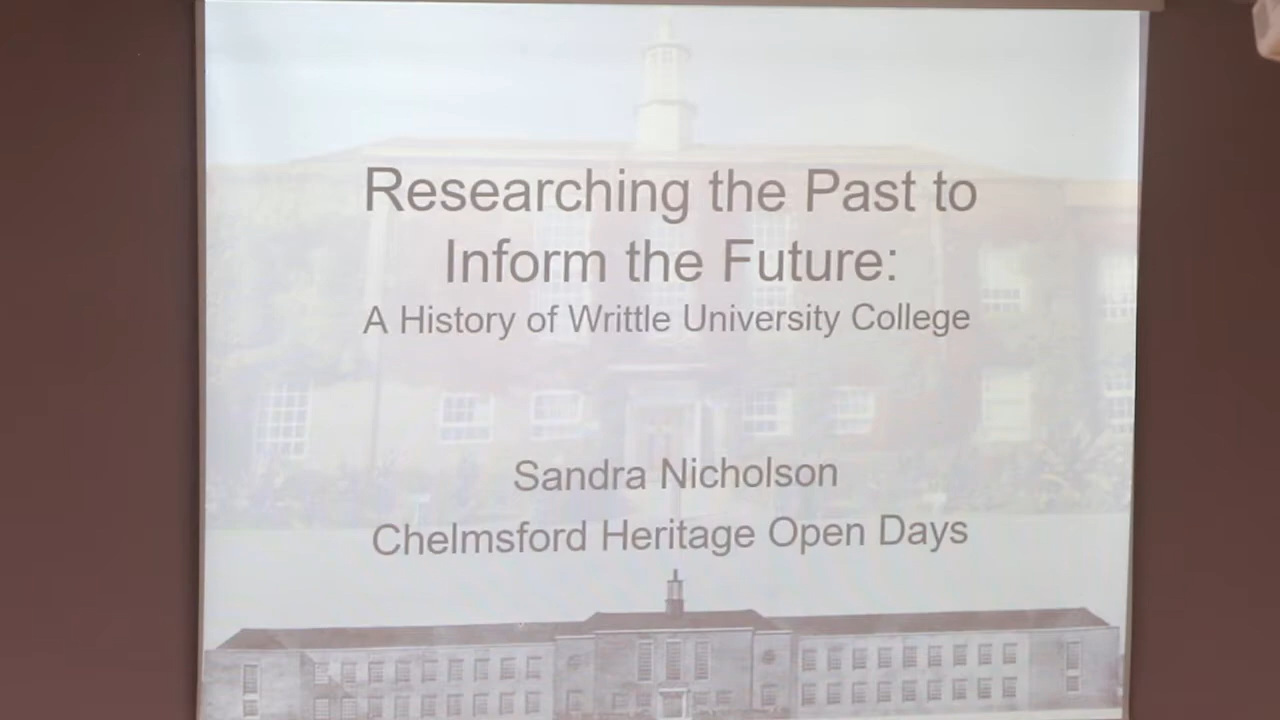 Researching the Past to
Inform the Future:
A History of Writtle University College
Sandra Nicholson
Chelmsford Heritage Open Days